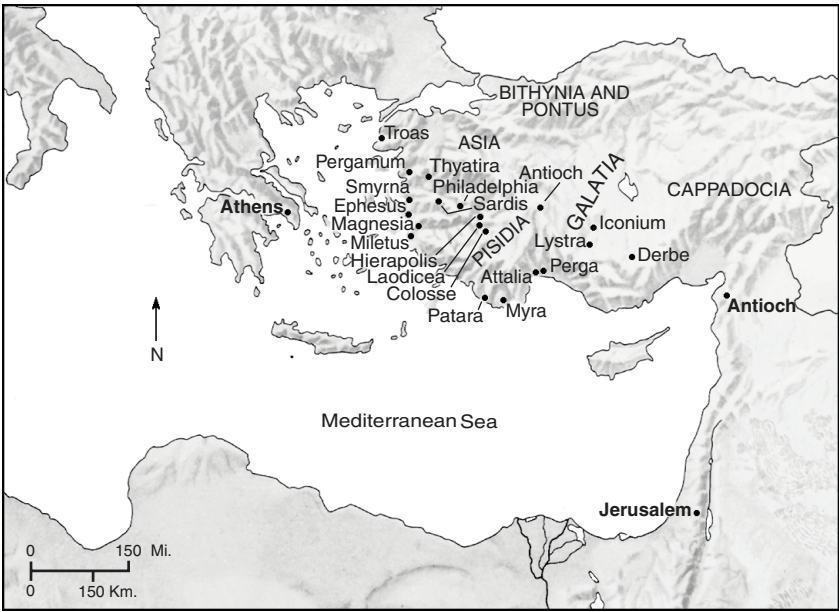 BITHYNIA AND
PONTUS
Troas
ASIA
Pergamum
Thyatira
Antioch
GALATIA
Smyrna
Philadelphia
CAPPADOCIA
Athens
Ephesus
Sardis
Magnesia
PISIDIA
Iconium
Miletus
Lystra
Hierapolis
Derbe
Laodicea
Attalia
Perga
Colosse
Patara
Myra
Antioch
N
Mediterranean Sea
Jerusalem
0 150 Mi.
0 150 Km.